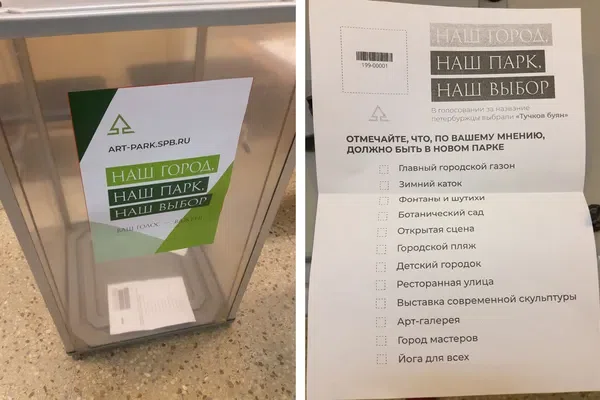 ART-PARK.SPB.RU
НАШ ГОРОД.
НАШ ПАРК.
НАШ ВЫБОР
ВАШ ГОЛОС
199-00001
НАШ ГОРОД.
НАШ ПАРК.
НАШ ВЫБОР
В голосовании за название
петербуржцы выбрали «Тучков буян»
ОТМЕЧАЙТЕ, ЧТО, ПО ВАШЕМУ МНЕНИЮ,
ДОЛЖНО БЫТЬ В НОВОМ ПАРКЕ
Главный городской газон
Зимний каток
Фонтаны и шутихи
Ботанический сад
Открытая сцена
Городской пляж
Детский городок
Ресторанная улица
Выставка современной скульптуры
Арт-галерея
Город мастеров
Йога для всех